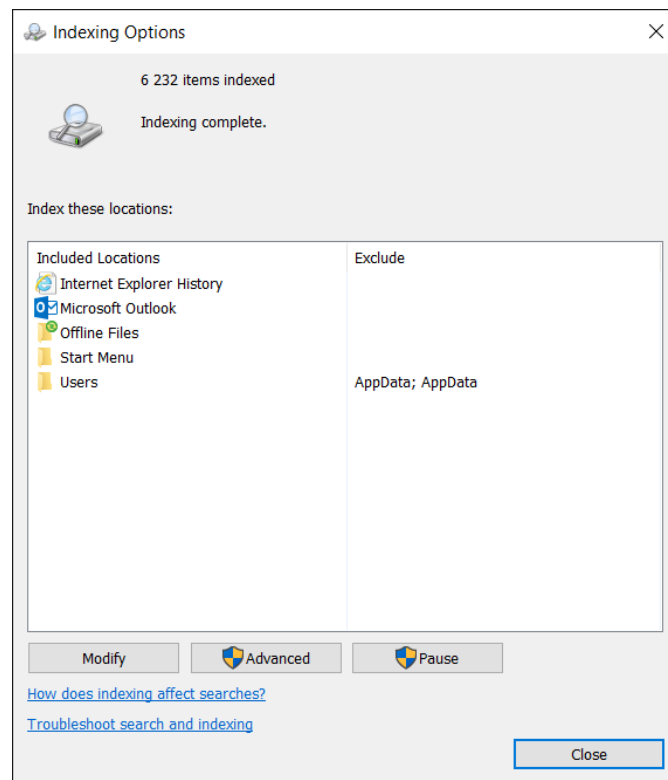 Indexing Options
6 232 items indexed
Indexing complete.
Index these locations:
Included Locations Exclude
Internet Explorer History
Microsoft Outlook
Offline Files
Start Menu
Users AppData; AppData
Modify Advanced Pause
How does indexing affect searches?
Troubleshoot search and indexing
Close